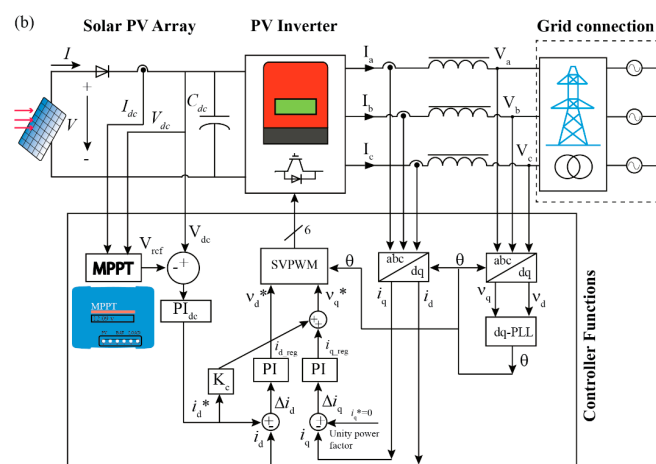 (b)
Solar PV Array
PV Inverter
Grid connection
I
I_dc
V_dc
C_dc
V
+
-
I_a
I_b
I_c
V_a
V_b
V_c
6
V_ref
V_dc
- +
MPPT
MPPT
SVPWM
θ
abc
dq
θ
abc
dq
PI_dc
v_d*
v_q*
+
+
i_q
i_d
v_q
v_d
dq-PLL
θ
i_d_reg
i_q_reg
K_c
PI
PI
i_d*
Δi_d
Δi_q
+
-
+
-
i_q*=0
Unity power
factor
i_d
i_q
Controller Functions